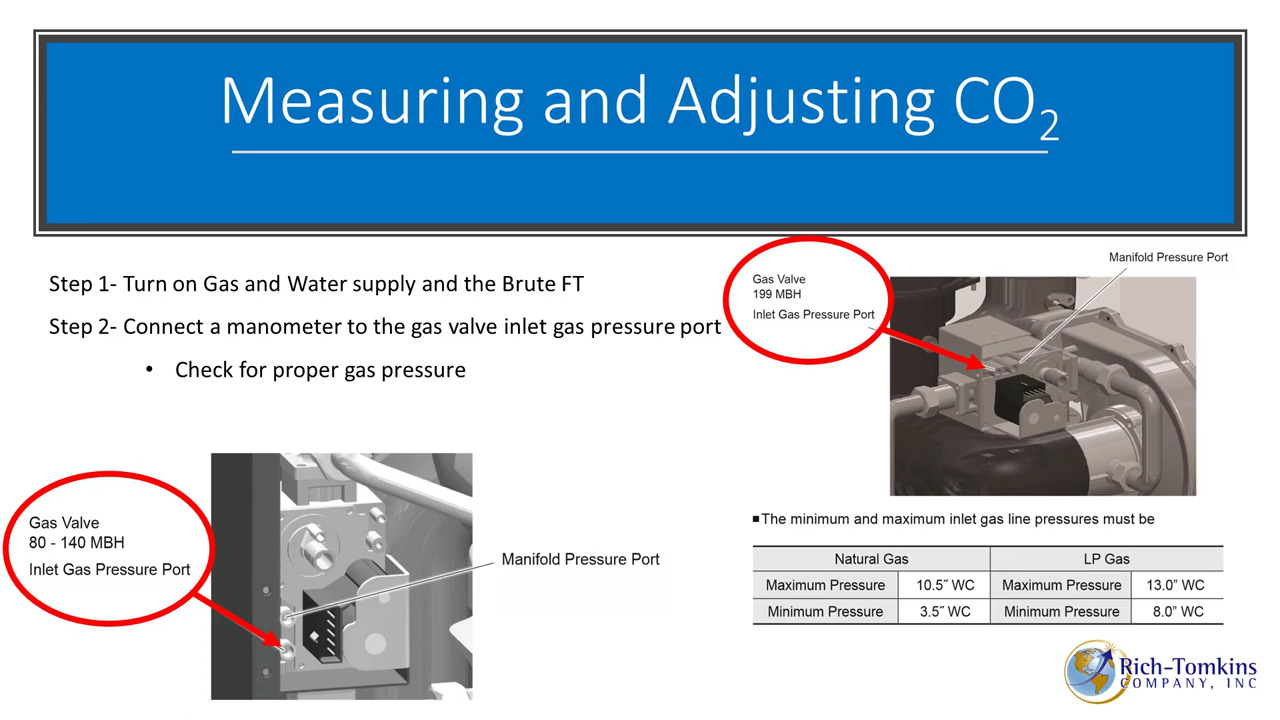 Measuring and Adjusting CO2
Step 1- Turn on Gas and Water supply and the Brute FT
Step 2- Connect a manometer to the gas valve inlet gas pressure port
• Check for proper gas pressure
Gas Valve
199 MBH
Inlet Gas Pressure Port
Manifold Pressure Port
Gas Valve
80 - 140 MBH
Inlet Gas Pressure Port
Manifold Pressure Port
■The minimum and maximum inlet gas line pressures must be
Natural Gas LP Gas
Maximum Pressure 10.5˝ WC Maximum Pressure 13.0” WC
Minimum Pressure 3.5˝ WC Minimum Pressure 8.0” WC
Rich-Tomkins
COMPANY, INC